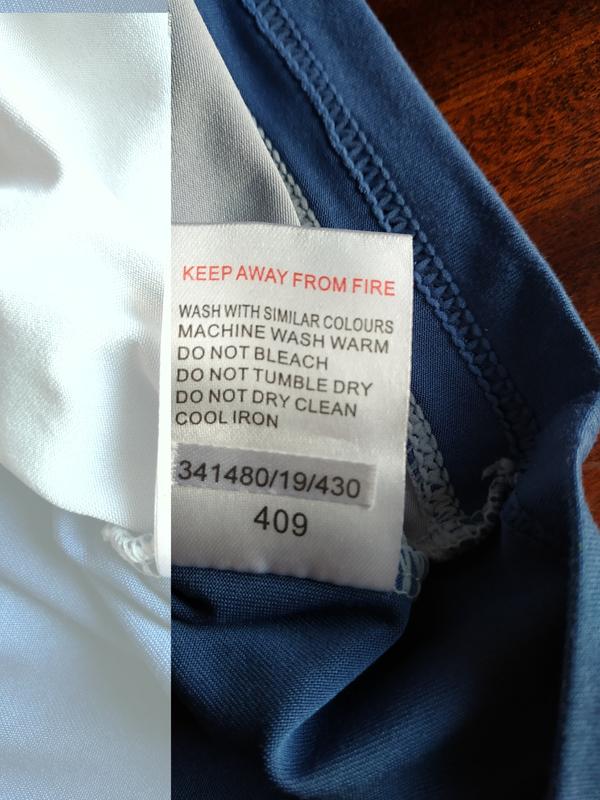 KEEP AWAY FROM FIRE
WASH WITH SIMILAR COLOURS
MACHINE WASH WARM
DO NOT BLEACH
DO NOT TUMBLE DRY
DO NOT DRY CLEAN
COOL IRON
341480/19/430
409